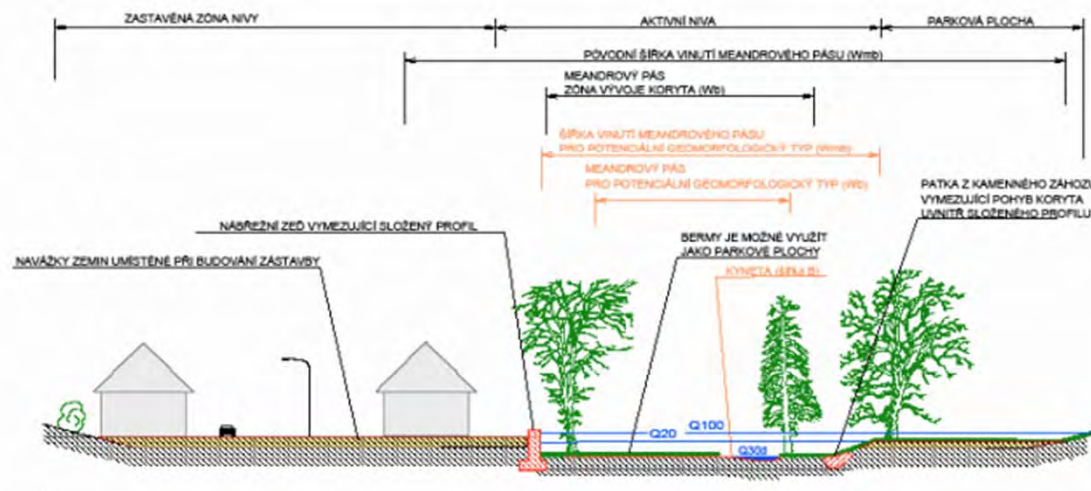 ZASTAVĚNÁ ZÓNA NIVY
AKTIVNÍ NIVA
PARKOVÁ PLOCHA
PŮVODNÍ ŠÍŘKA VINUTÍ MEANDROVÉHO PÁSU (Wmb)
MEANDROVÝ PÁS
ZÓNA VÝVOJE KORYTA (Wb)
ŠÍŘKA VINUTÍ MEANDROVÉHO PÁSU
PRO POTENCIÁLNÍ GEOMORFOLOGICKÝ TYP (Wmb)
MEANDROVÝ PÁS
PRO POTENCIÁLNÍ GEOMORFOLOGICKÝ TYP (Wb)
PATKA Z KAMENNÉHO ZÁHOZU
VYMEZUJÍCÍ POHYB KORYTA
UVNITŘ SLOŽENÉHO PROFILU
NÁBŘEŽNÍ ZEĎ VYMEZUJÍCÍ SLOŽENÝ PROFIL
BERMY JE MOŽNÉ VYUŽÍT
JAKO PARKOVÉ PLOCHY
NAVÁŽKY ZEMIN UMÍSTĚNÉ PŘI BUDOVÁNÍ ZÁSTAVBY
KYNETA (šířka B)
Q100
Q20
Q30d